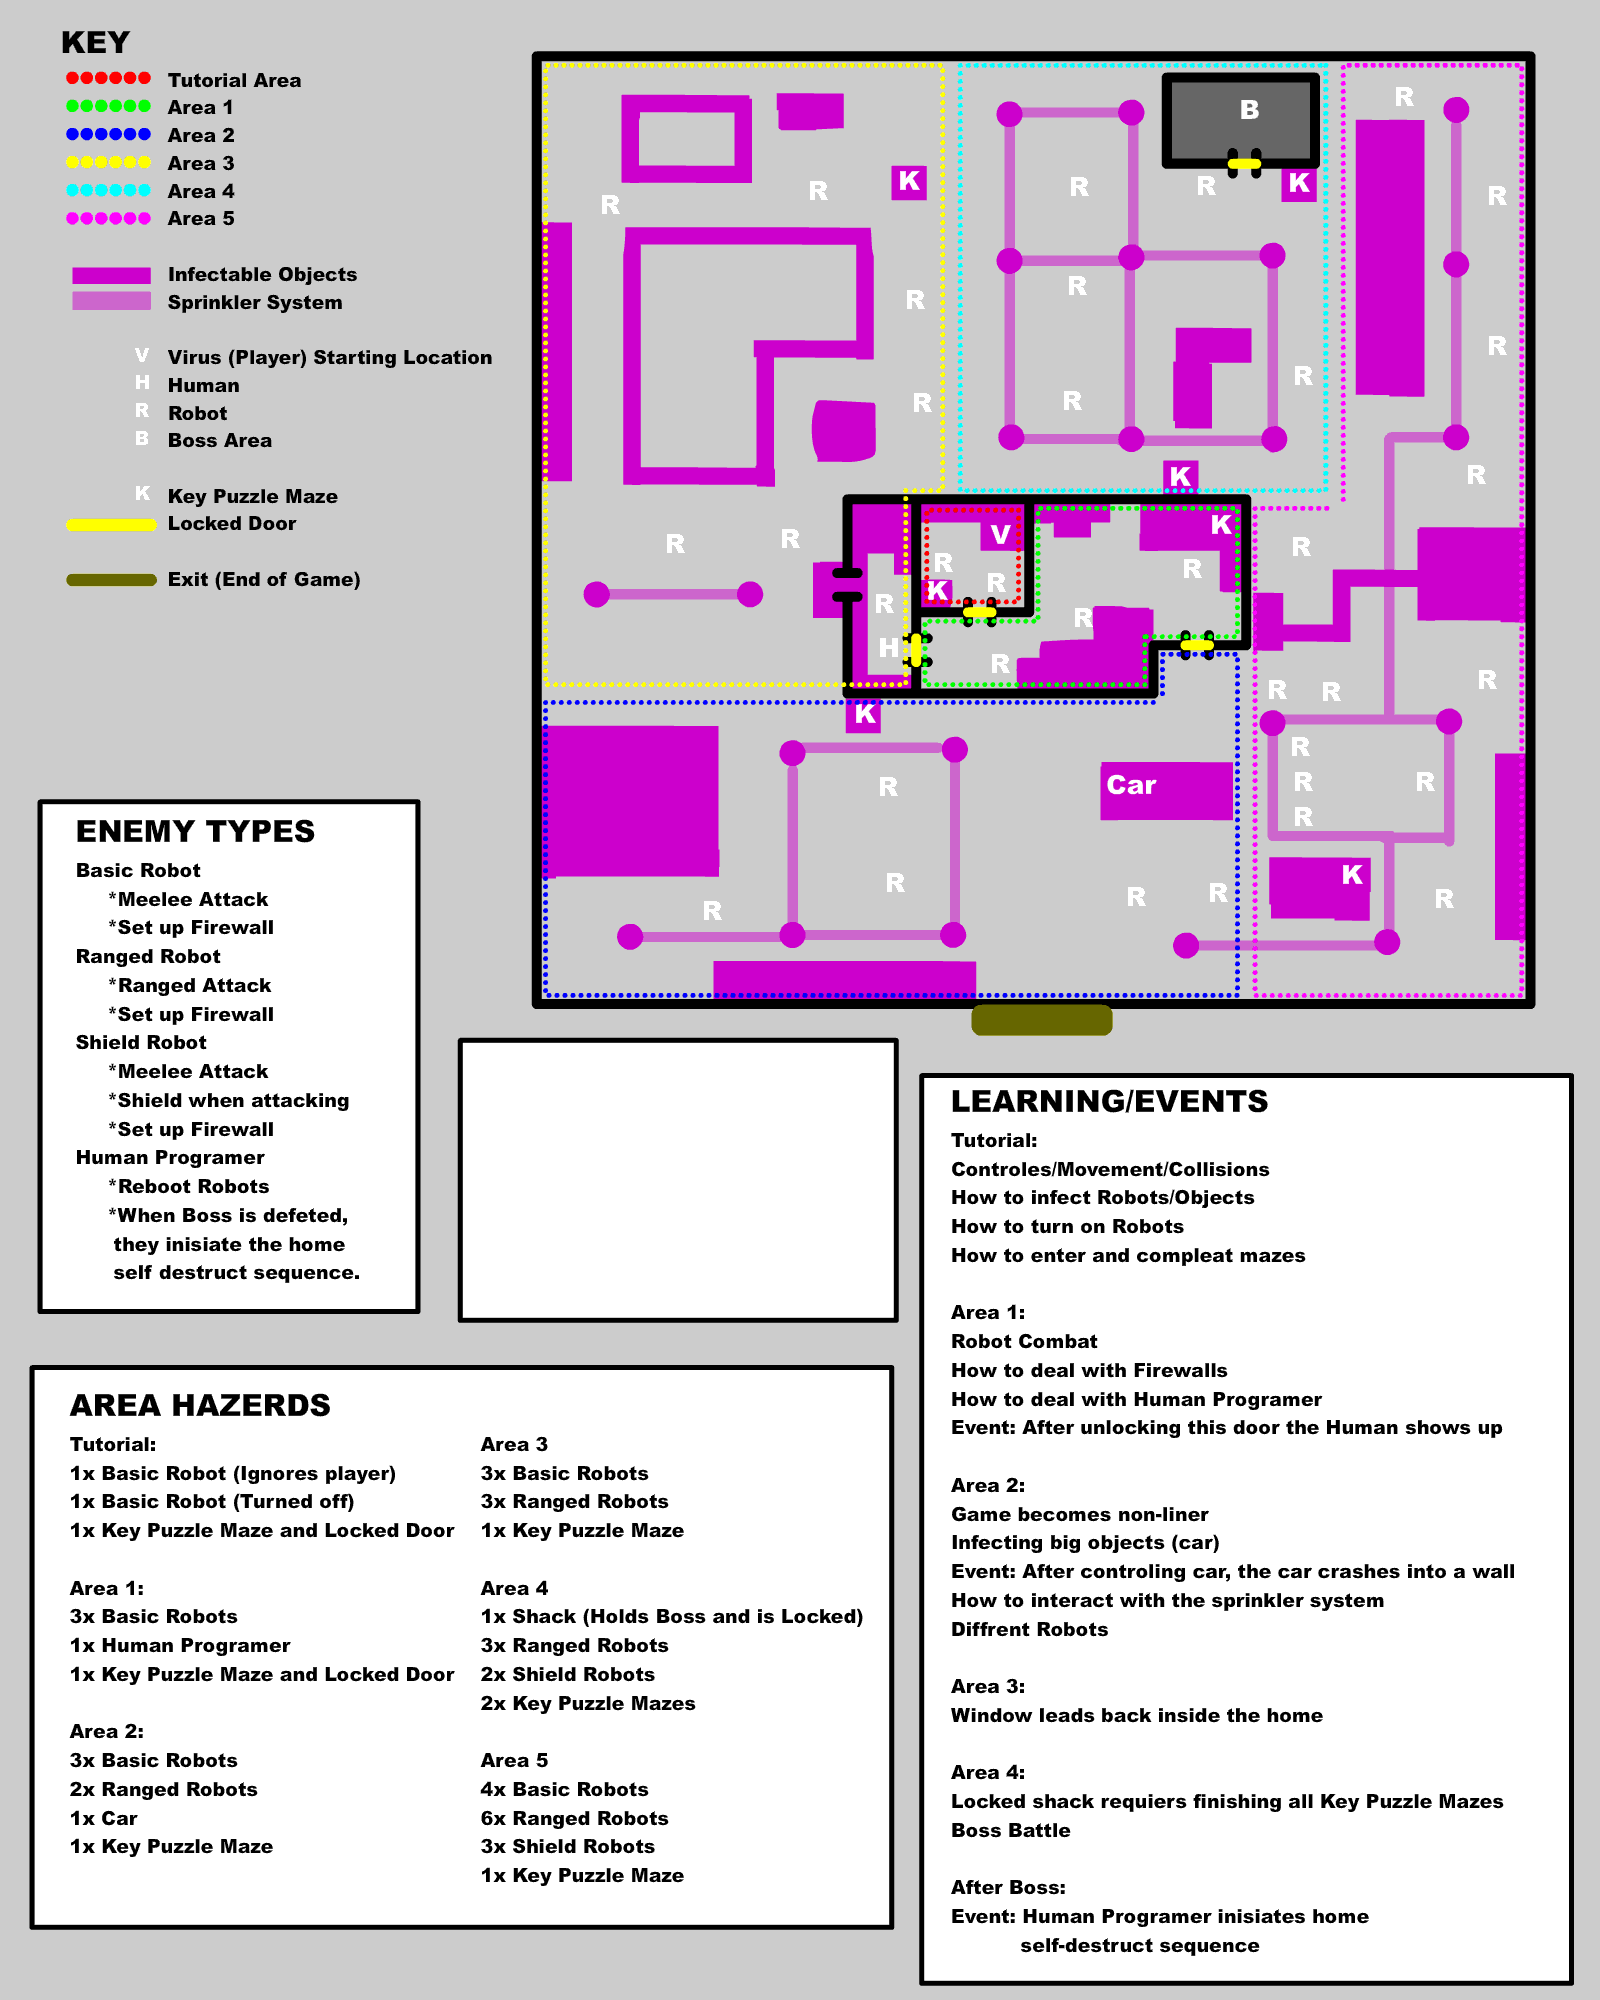 KEY
Tutorial Area
Area 1
Area 2
Area 3
Area 4
Area 5
Infectable Objects
Sprinkler System
V Virus (Player) Starting Location
H Human
R Robot
B Boss Area
K Key Puzzle Maze
Locked Door
Exit (End of Game)
R
B
R R R K
R R K R
R R
R R
R R
K R
V K
R R R R
R R R
K
R R
H R
R R R
K
R
R R R
Car
R
R K
R R R R
ENEMY TYPES
Basic Robot
*Meelee Attack
*Set up Firewall
Ranged Robot
*Ranged Attack
*Set up Firewall
Shield Robot
*Meelee Attack
*Shield when attacking
*Set up Firewall
Human Programer
*Reboot Robots
*When Boss is defeted,
they inisiate the home
self destruct sequence.
AREA HAZERDS
Tutorial:
1x Basic Robot (Ignores player)
1x Basic Robot (Turned off)
1x Key Puzzle Maze and Locked Door
Area 1:
3x Basic Robots
1x Human Programer
1x Key Puzzle Maze and Locked Door
Area 2:
3x Basic Robots
2x Ranged Robots
1x Car
1x Key Puzzle Maze
Area 3
3x Basic Robots
3x Ranged Robots
1x Key Puzzle Maze
Area 4
1x Shack (Holds Boss and is Locked)
3x Ranged Robots
2x Shield Robots
2x Key Puzzle Mazes
Area 5
4x Basic Robots
6x Ranged Robots
3x Shield Robots
1x Key Puzzle Maze
LEARNING/EVENTS
Tutorial:
Controles/Movement/Collisions
How to infect Robots/Objects
How to turn on Robots
How to enter and compleat mazes
Area 1:
Robot Combat
How to deal with Firewalls
How to deal with Human Programer
Event: After unlocking this door the Human shows up
Area 2:
Game becomes non-liner
Infecting big objects (car)
Event: After controling car, the car crashes into a wall
How to interact with the sprinkler system
Diffrent Robots
Area 3:
Window leads back inside the home
Area 4:
Locked shack requiers finishing all Key Puzzle Mazes
Boss Battle
After Boss:
Event: Human Programer inisiates home
self-destruct sequence